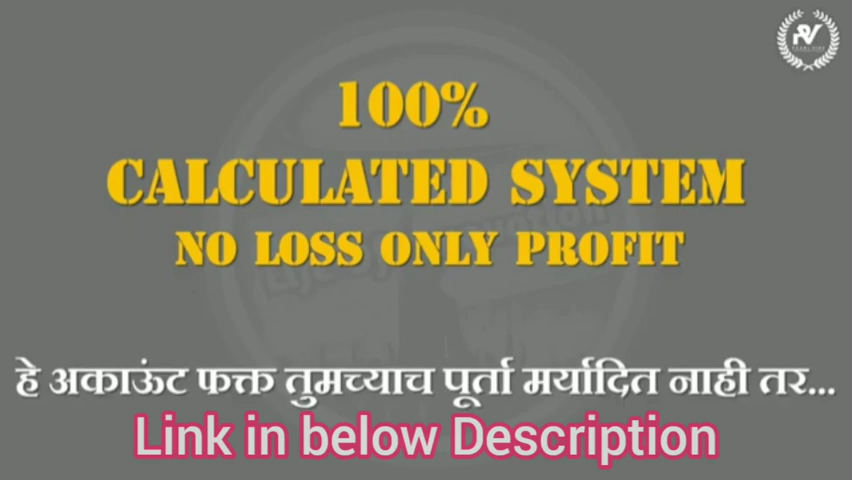 100%
CALCULATED SYSTEM
NO LOSS ONLY PROFIT
हे अकाऊंट फक्त तुमच्याच पूर्ता मर्यादित नाही तर...
Link in below Description